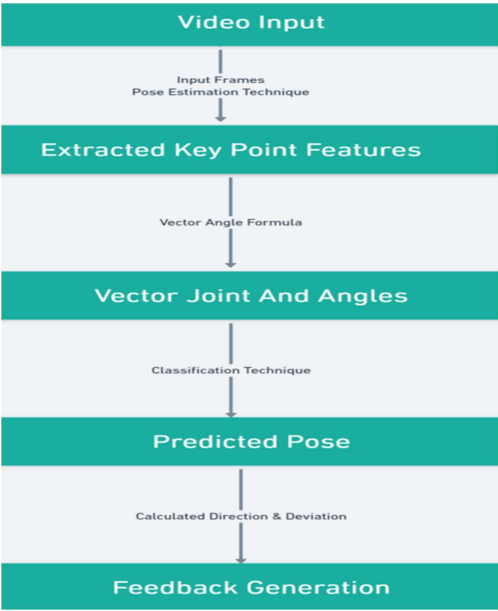 Video Input
Input Frames
Pose Estimation Technique
Extracted Key Point Features
Vector Angle Formula
Vector Joint And Angles
Classification Technique
Predicted Pose
Calculated Direction & Deviation
Feedback Generation